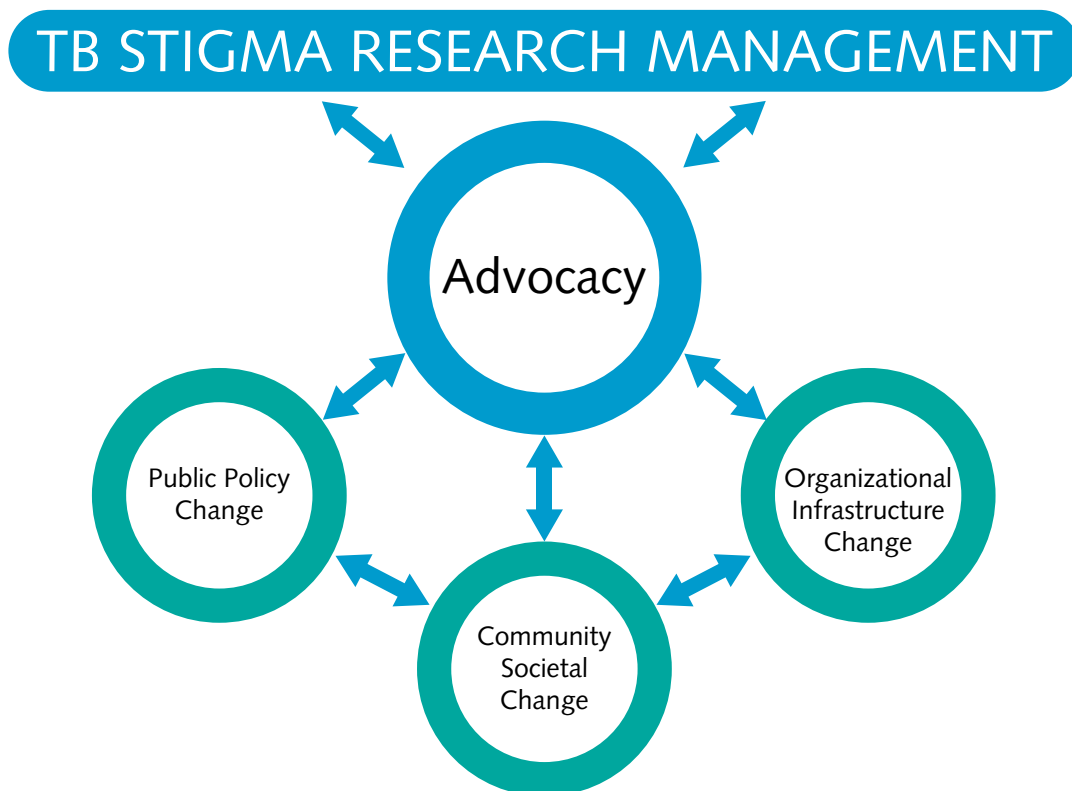 TB STIGMA RESEARCH MANAGEMENT
Advocacy
Public Policy
Change
Organizational
Infrastructure
Change
Community
Societal
Change